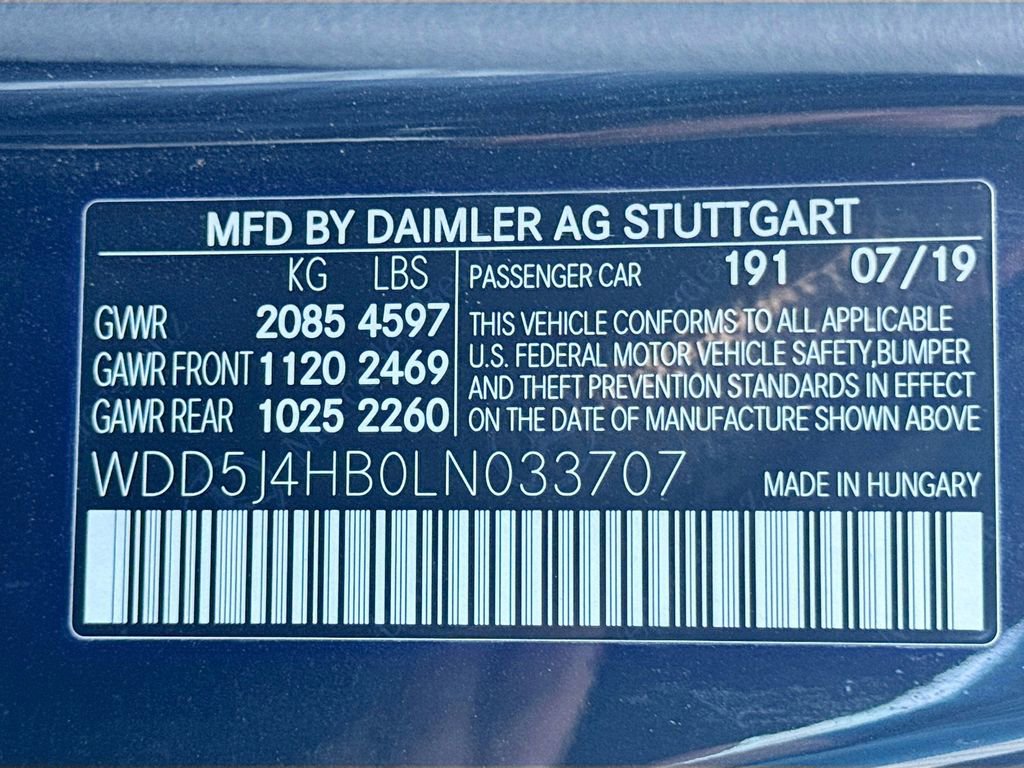 MFD BY DAIMLER AG STUTTGART
KG LBS
GVWR 2085 4597
GAWR FRONT 1120 2469
GAWR REAR 1025 2260
PASSENGER CAR 191 07/19
THIS VEHICLE CONFORMS TO ALL APPLICABLE
U.S. FEDERAL MOTOR VEHICLE SAFETY,BUMPER
AND THEFT PREVENTION STANDARDS IN EFFECT
ON THE DATE OF MANUFACTURE SHOWN ABOVE
WDD5J4HB0LN033707
MADE IN HUNGARY